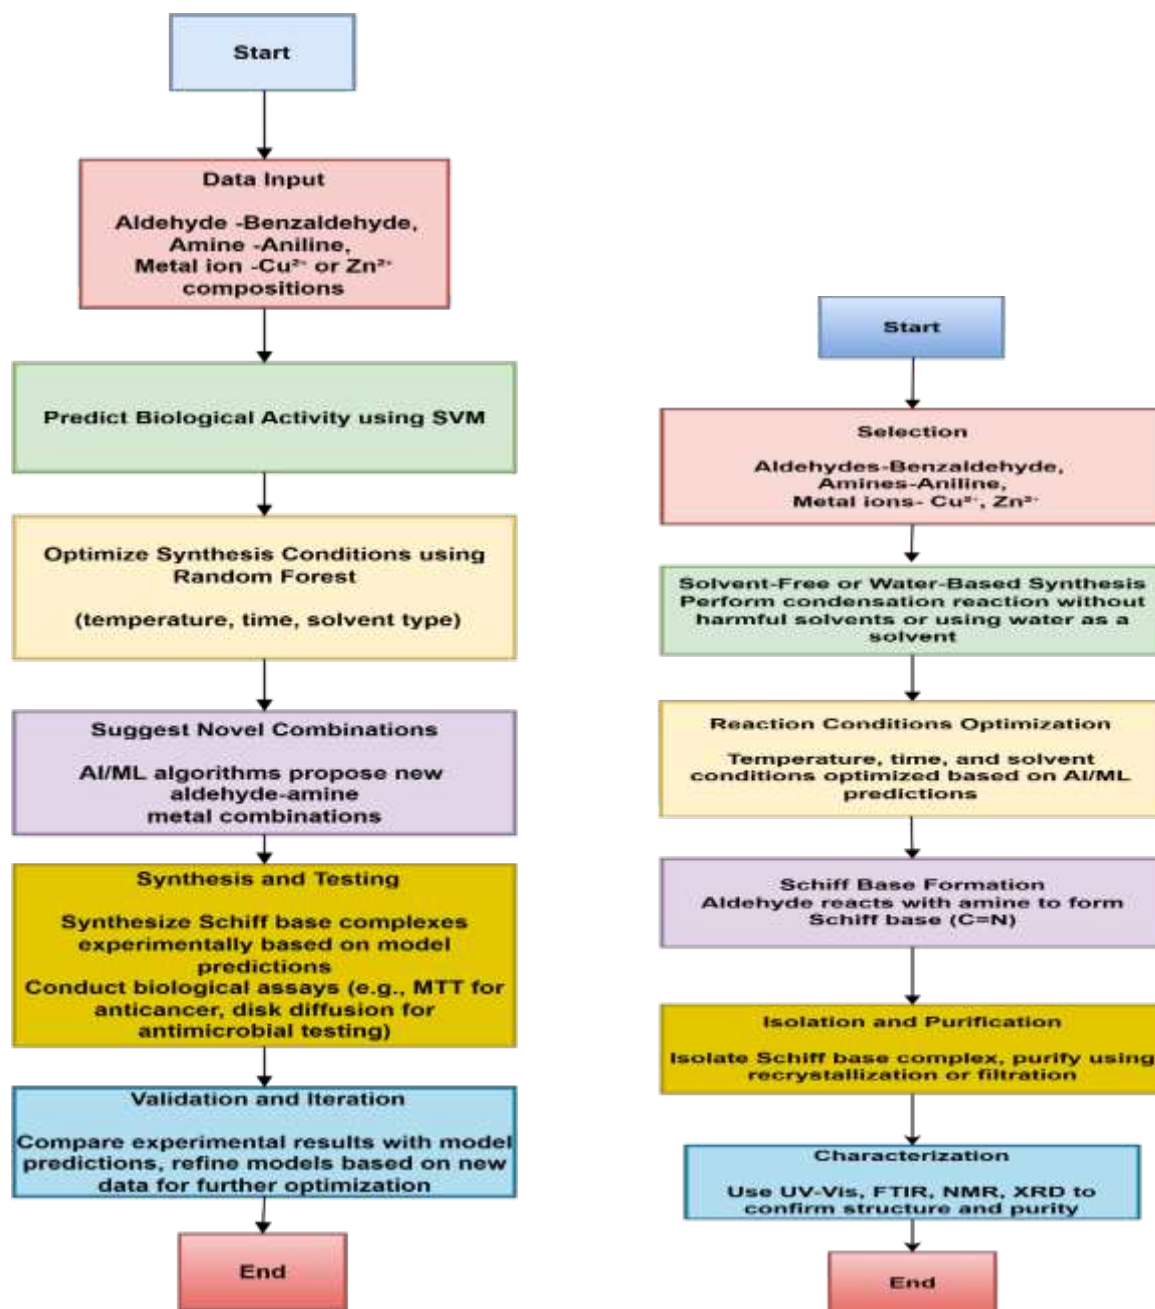 Start
Data Input
Aldehyde -Benzaldehyde,
Amine -Aniline,
Metal ion -Cu²⁺ or Zn²⁺
compositions
Predict Biological Activity using SVM
Optimize Synthesis Conditions using
Random Forest
(temperature, time, solvent type)
Suggest Novel Combinations
AI/ML algorithms propose new
aldehyde-amine
metal combinations
Synthesis and Testing
Synthesize Schiff base complexes
experimentally based on model
predictions
Conduct biological assays (e.g., MTT for
anticancer, disk diffusion for
antimicrobial testing)
Validation and Iteration
Compare experimental results with model
predictions, refine models based on new
data for further optimization
End
Start
Selection
Aldehydes-Benzaldehyde,
Amines-Aniline,
Metal ions- Cu²⁺, Zn²⁺
Solvent-Free or Water-Based Synthesis
Perform condensation reaction without
harmful solvents or using water as a
solvent
Reaction Conditions Optimization
Temperature, time, and solvent
conditions optimized based on AI/ML
predictions
Schiff Base Formation
Aldehyde reacts with amine to form
Schiff base (C=N)
Isolation and Purification
Isolate Schiff base complex, purify using
recrystallization or filtration
Characterization
Use UV-Vis, FTIR, NMR, XRD to
confirm structure and purity
End